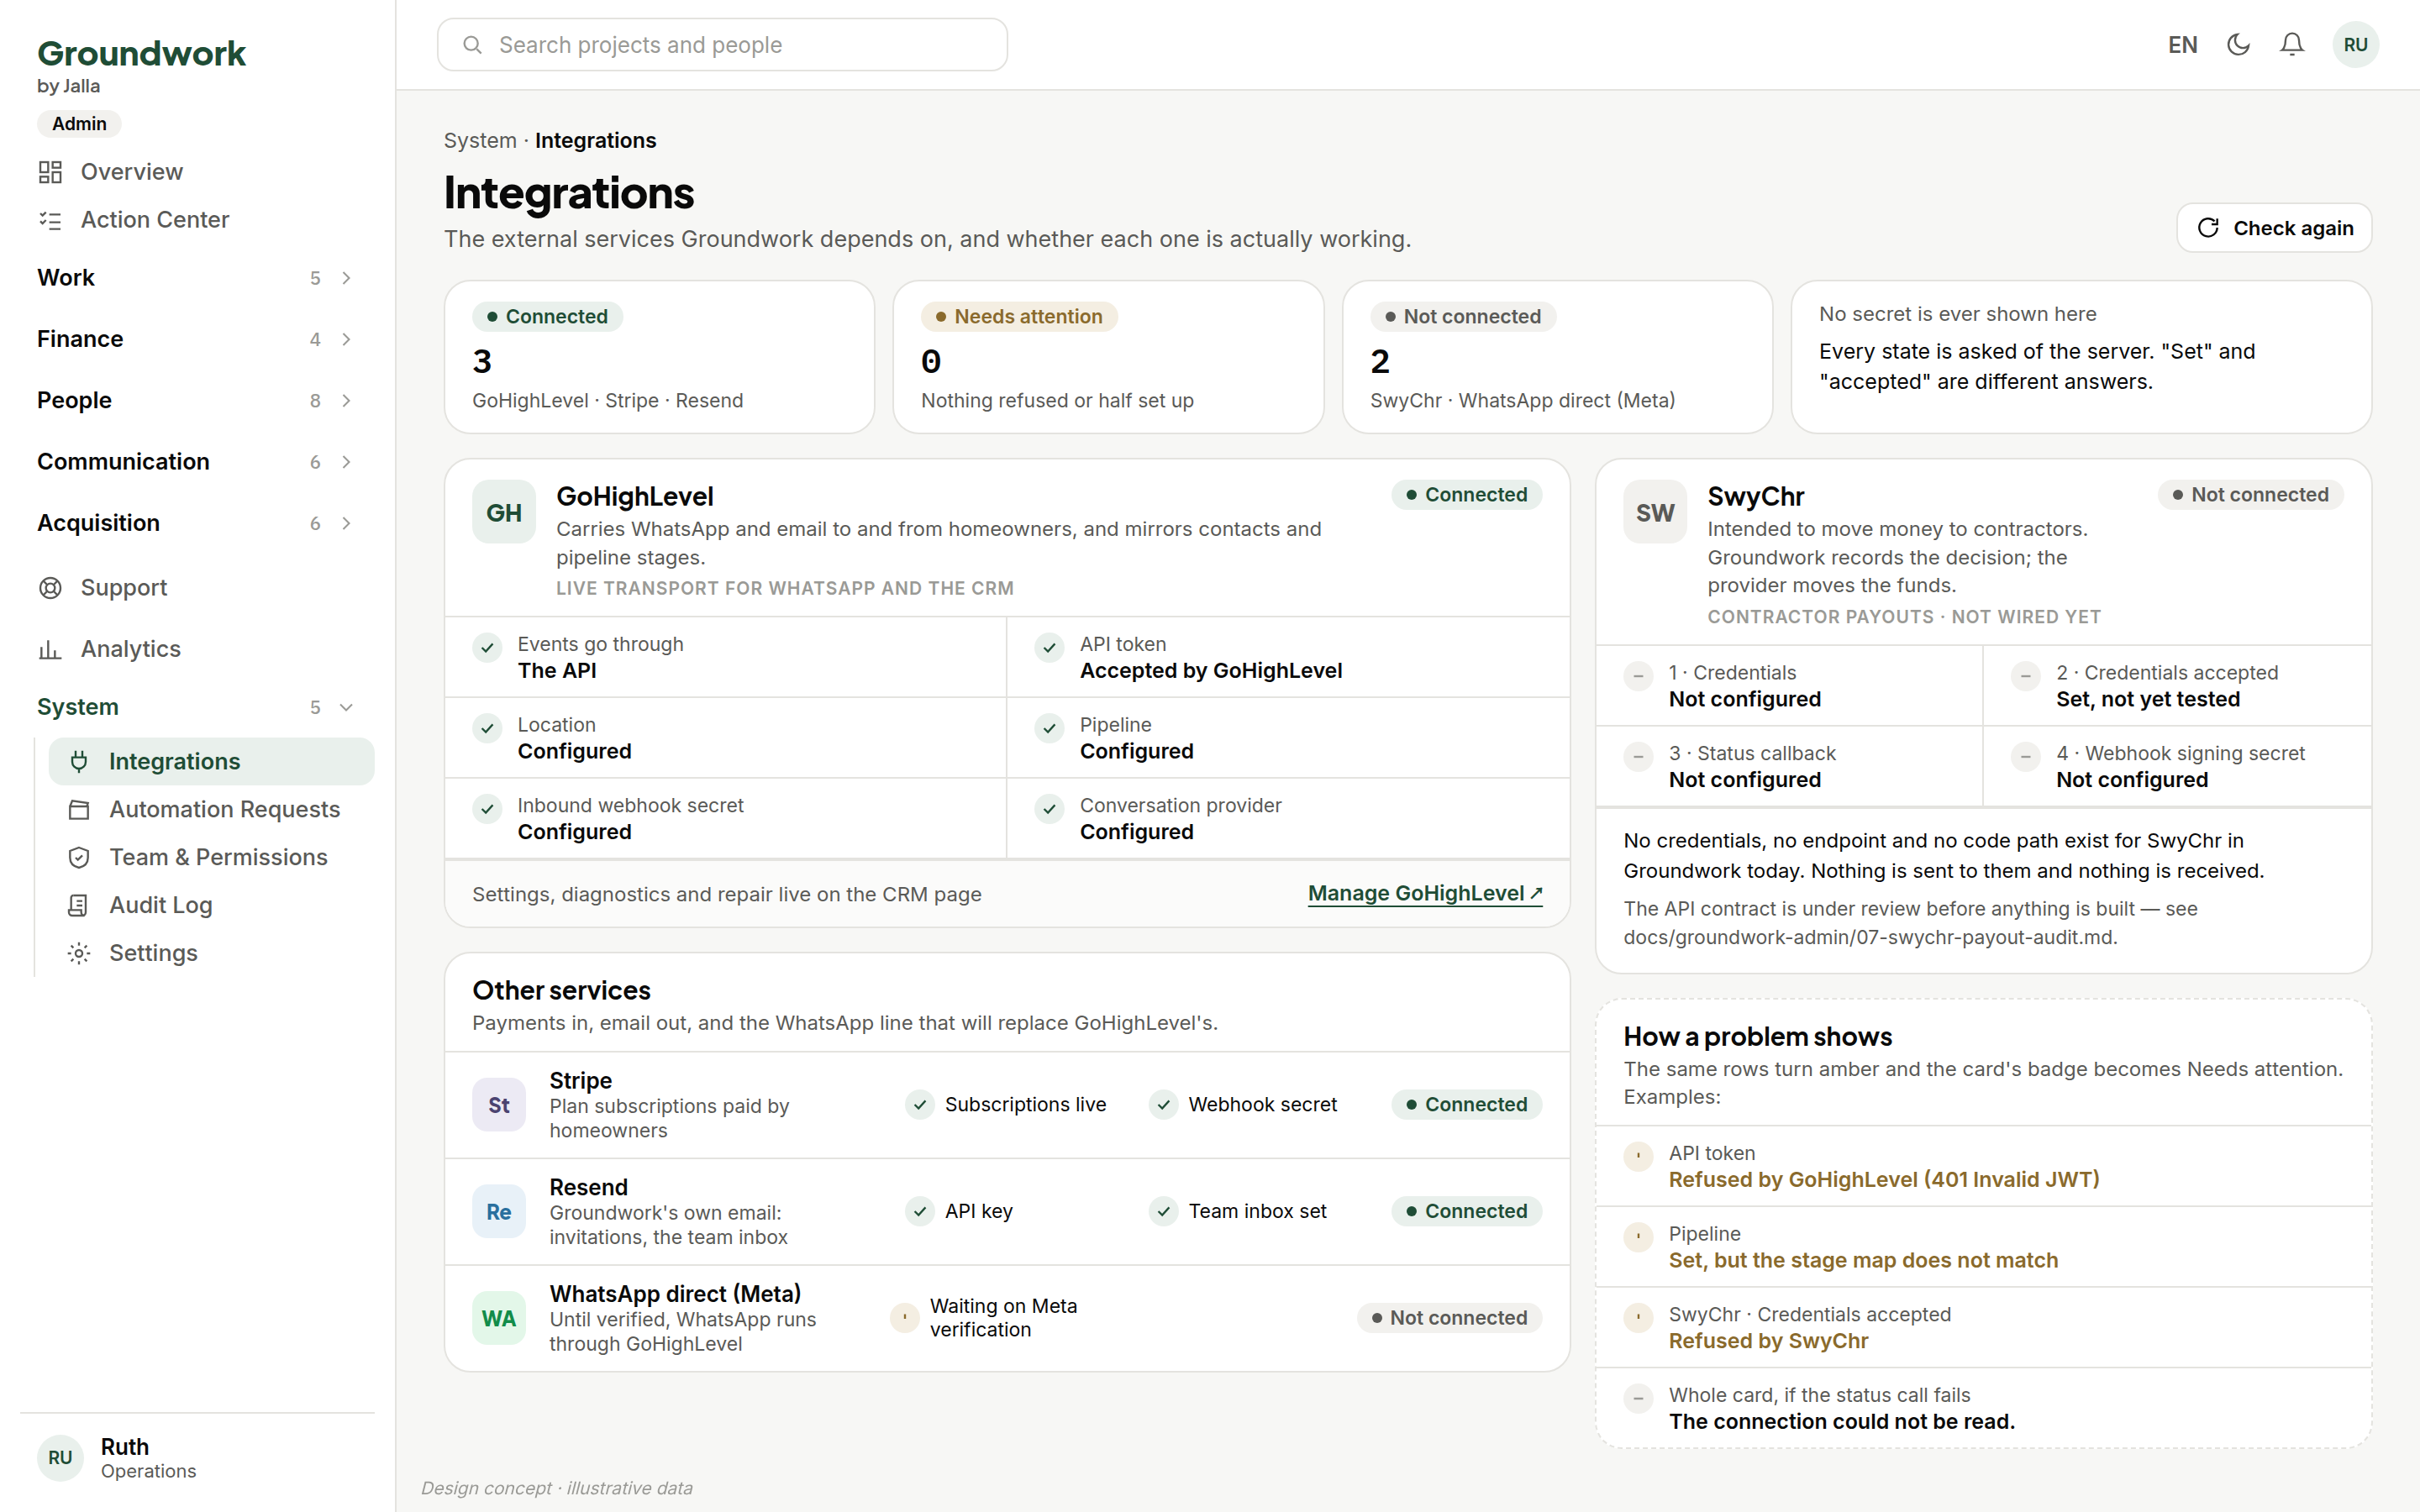 Groundwork
by Jalla
Admin
Overview
Action Center
Work 5
Finance 4
People 8
Communication 6
Acquisition 6
Support
Analytics
System 5
Integrations
Automation Requests
Team & Permissions
Audit Log
Settings
RU
Ruth
Operations
Search projects and people
EN
RU
System · Integrations
Integrations
The external services Groundwork depends on, and whether each one is actually working.
Check again
Connected
3
GoHighLevel · Stripe · Resend
Needs attention
0
Nothing refused or half set up
Not connected
2
SwyChr · WhatsApp direct (Meta)
No secret is ever shown here
Every state is asked of the server. "Set" and
"accepted" are different answers.
GH
GoHighLevel
Connected
Carries WhatsApp and email to and from homeowners, and mirrors contacts and
pipeline stages.
LIVE TRANSPORT FOR WHATSAPP AND THE CRM
Events go through
The API
API token
Accepted by GoHighLevel
Location
Configured
Pipeline
Configured
Inbound webhook secret
Configured
Conversation provider
Configured
Settings, diagnostics and repair live on the CRM page
Manage GoHighLevel ↗
Other services
Payments in, email out, and the WhatsApp line that will replace GoHighLevel's.
St
Stripe
Plan subscriptions paid by
homeowners
Subscriptions live
Webhook secret
Connected
Re
Resend
Groundwork's own email:
invitations, the team inbox
API key
Team inbox set
Connected
WA
WhatsApp direct (Meta)
Until verified, WhatsApp runs
through GoHighLevel
Waiting on Meta
verification
Not connected
SW
SwyChr
Not connected
Intended to move money to contractors.
Groundwork records the decision; the
provider moves the funds.
CONTRACTOR PAYOUTS · NOT WIRED YET
1 · Credentials
Not configured
2 · Credentials accepted
Set, not yet tested
3 · Status callback
Not configured
4 · Webhook signing secret
Not configured
No credentials, no endpoint and no code path exist for SwyChr in
Groundwork today. Nothing is sent to them and nothing is received.
The API contract is under review before anything is built — see
docs/groundwork-admin/07-swychr-payout-audit.md.
How a problem shows
The same rows turn amber and the card's badge becomes Needs attention.
Examples:
API token
Refused by GoHighLevel (401 Invalid JWT)
Pipeline
Set, but the stage map does not match
SwyChr · Credentials accepted
Refused by SwyChr
Whole card, if the status call fails
The connection could not be read.
Design concept · illustrative data